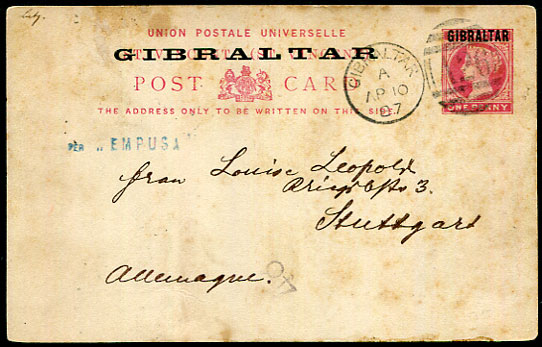 UNION POSTALE UNIVERSELLE
GIBRALTAR
GIBRALTAR
POST CARD
THE ADDRESS ONLY TO BE WRITTEN ON THIS SIDE.
GIBRALTAR
A
AP 10
ONE PENNY
PER "EMPUSA
Frau Louise Leopold
3.
Stuttgart
Allemagne.